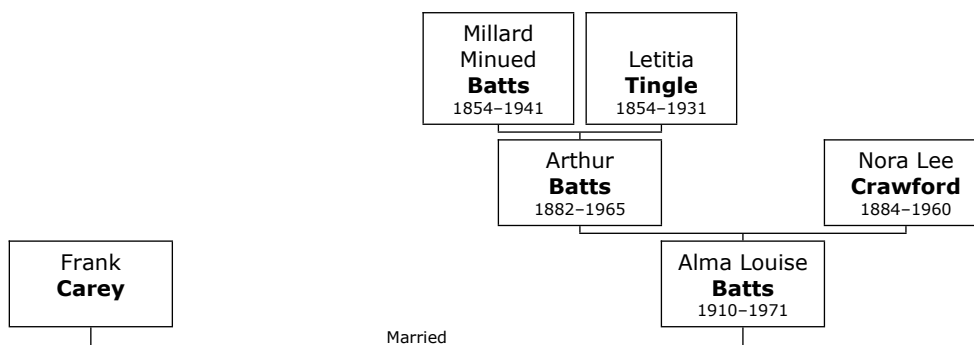 Millard
Minued
Batts
1854–1941
Letitia
Tingle
1854–1931
Arthur
Batts
1882–1965
Nora Lee
Crawford
1884–1960
Frank
Carey
Alma Louise
Batts
1910–1971
Married